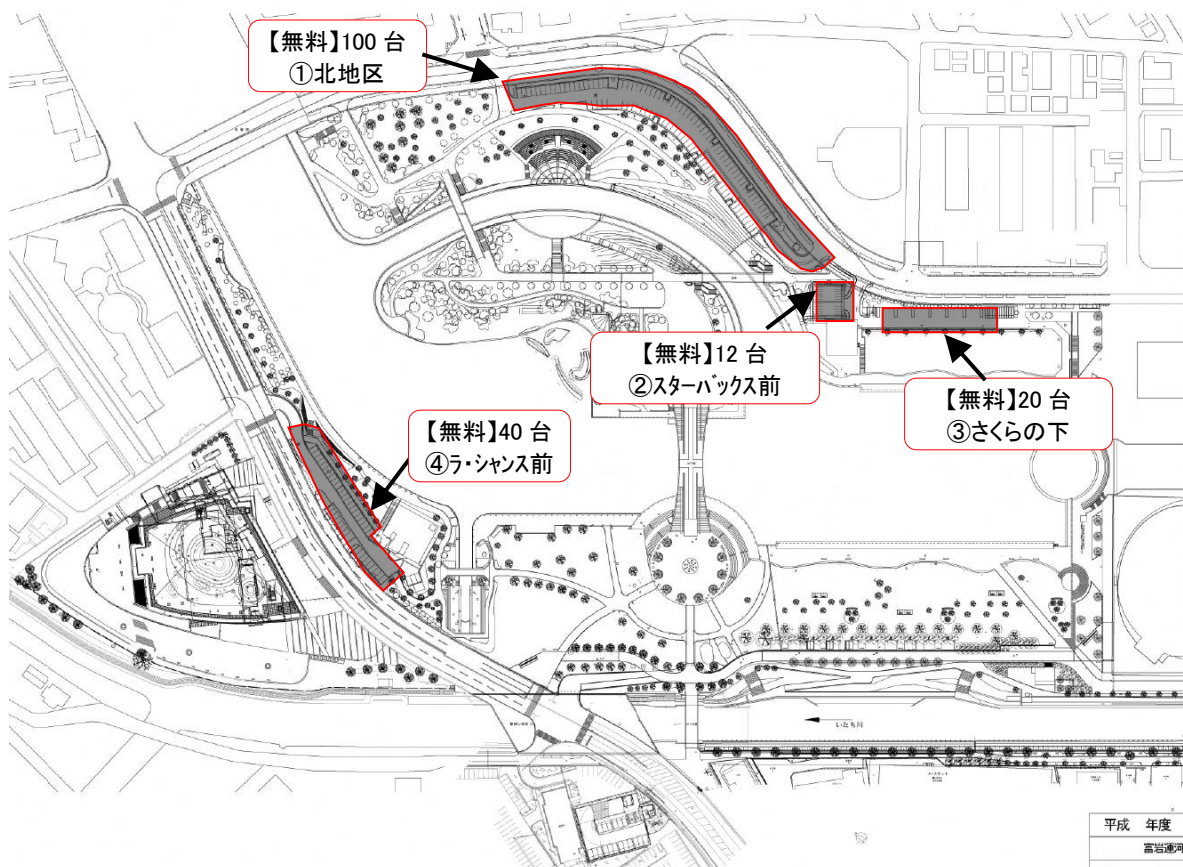 【無料】100 台
①北地区
【無料】12 台
②スターバックス前
【無料】20 台
③さくらの下
【無料】40 台
④ラ・シャンス前
いたち川
平成 年度
富岩運河